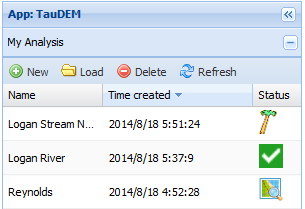 App: TauDEM
My Analysis
New Load Delete Refresh
Name Time created Status
Logan Stream N... 2014/8/18 5:51:24
Logan River 2014/8/18 5:37:9
Reynolds 2014/8/18 4:52:28